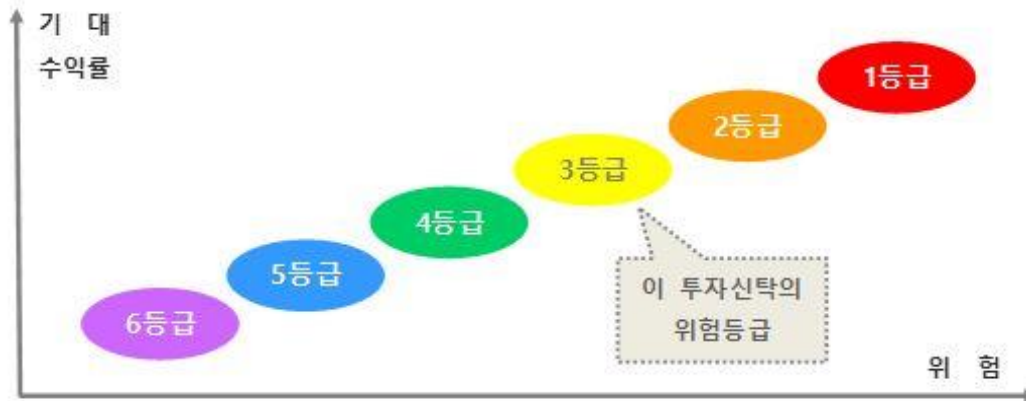 기 대
수익률
1등급
2등급
3등급
4등급
5등급
6등급
이 투자신탁의
위험등급
위 험